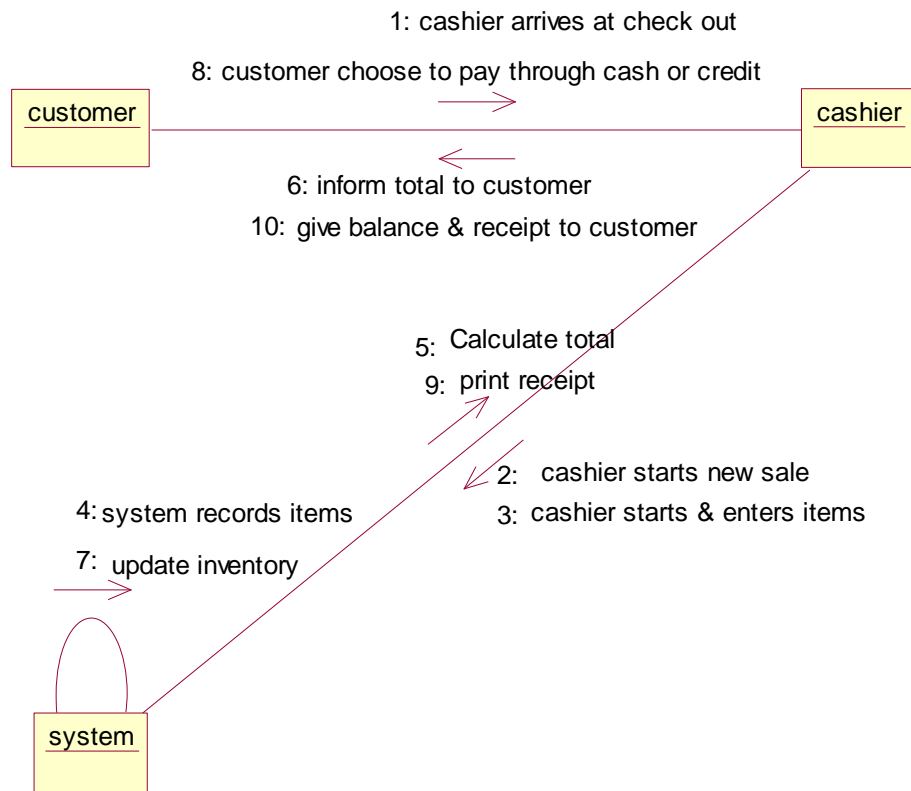 1: cashier arrives at check out
8: customer choose to pay through cash or credit
customer
cashier
6: inform total to customer
10: give balance & receipt to customer
5: Calculate total
9: print receipt
2: cashier starts new sale
3: cashier starts & enters items
4: system records items
7: update inventory
system